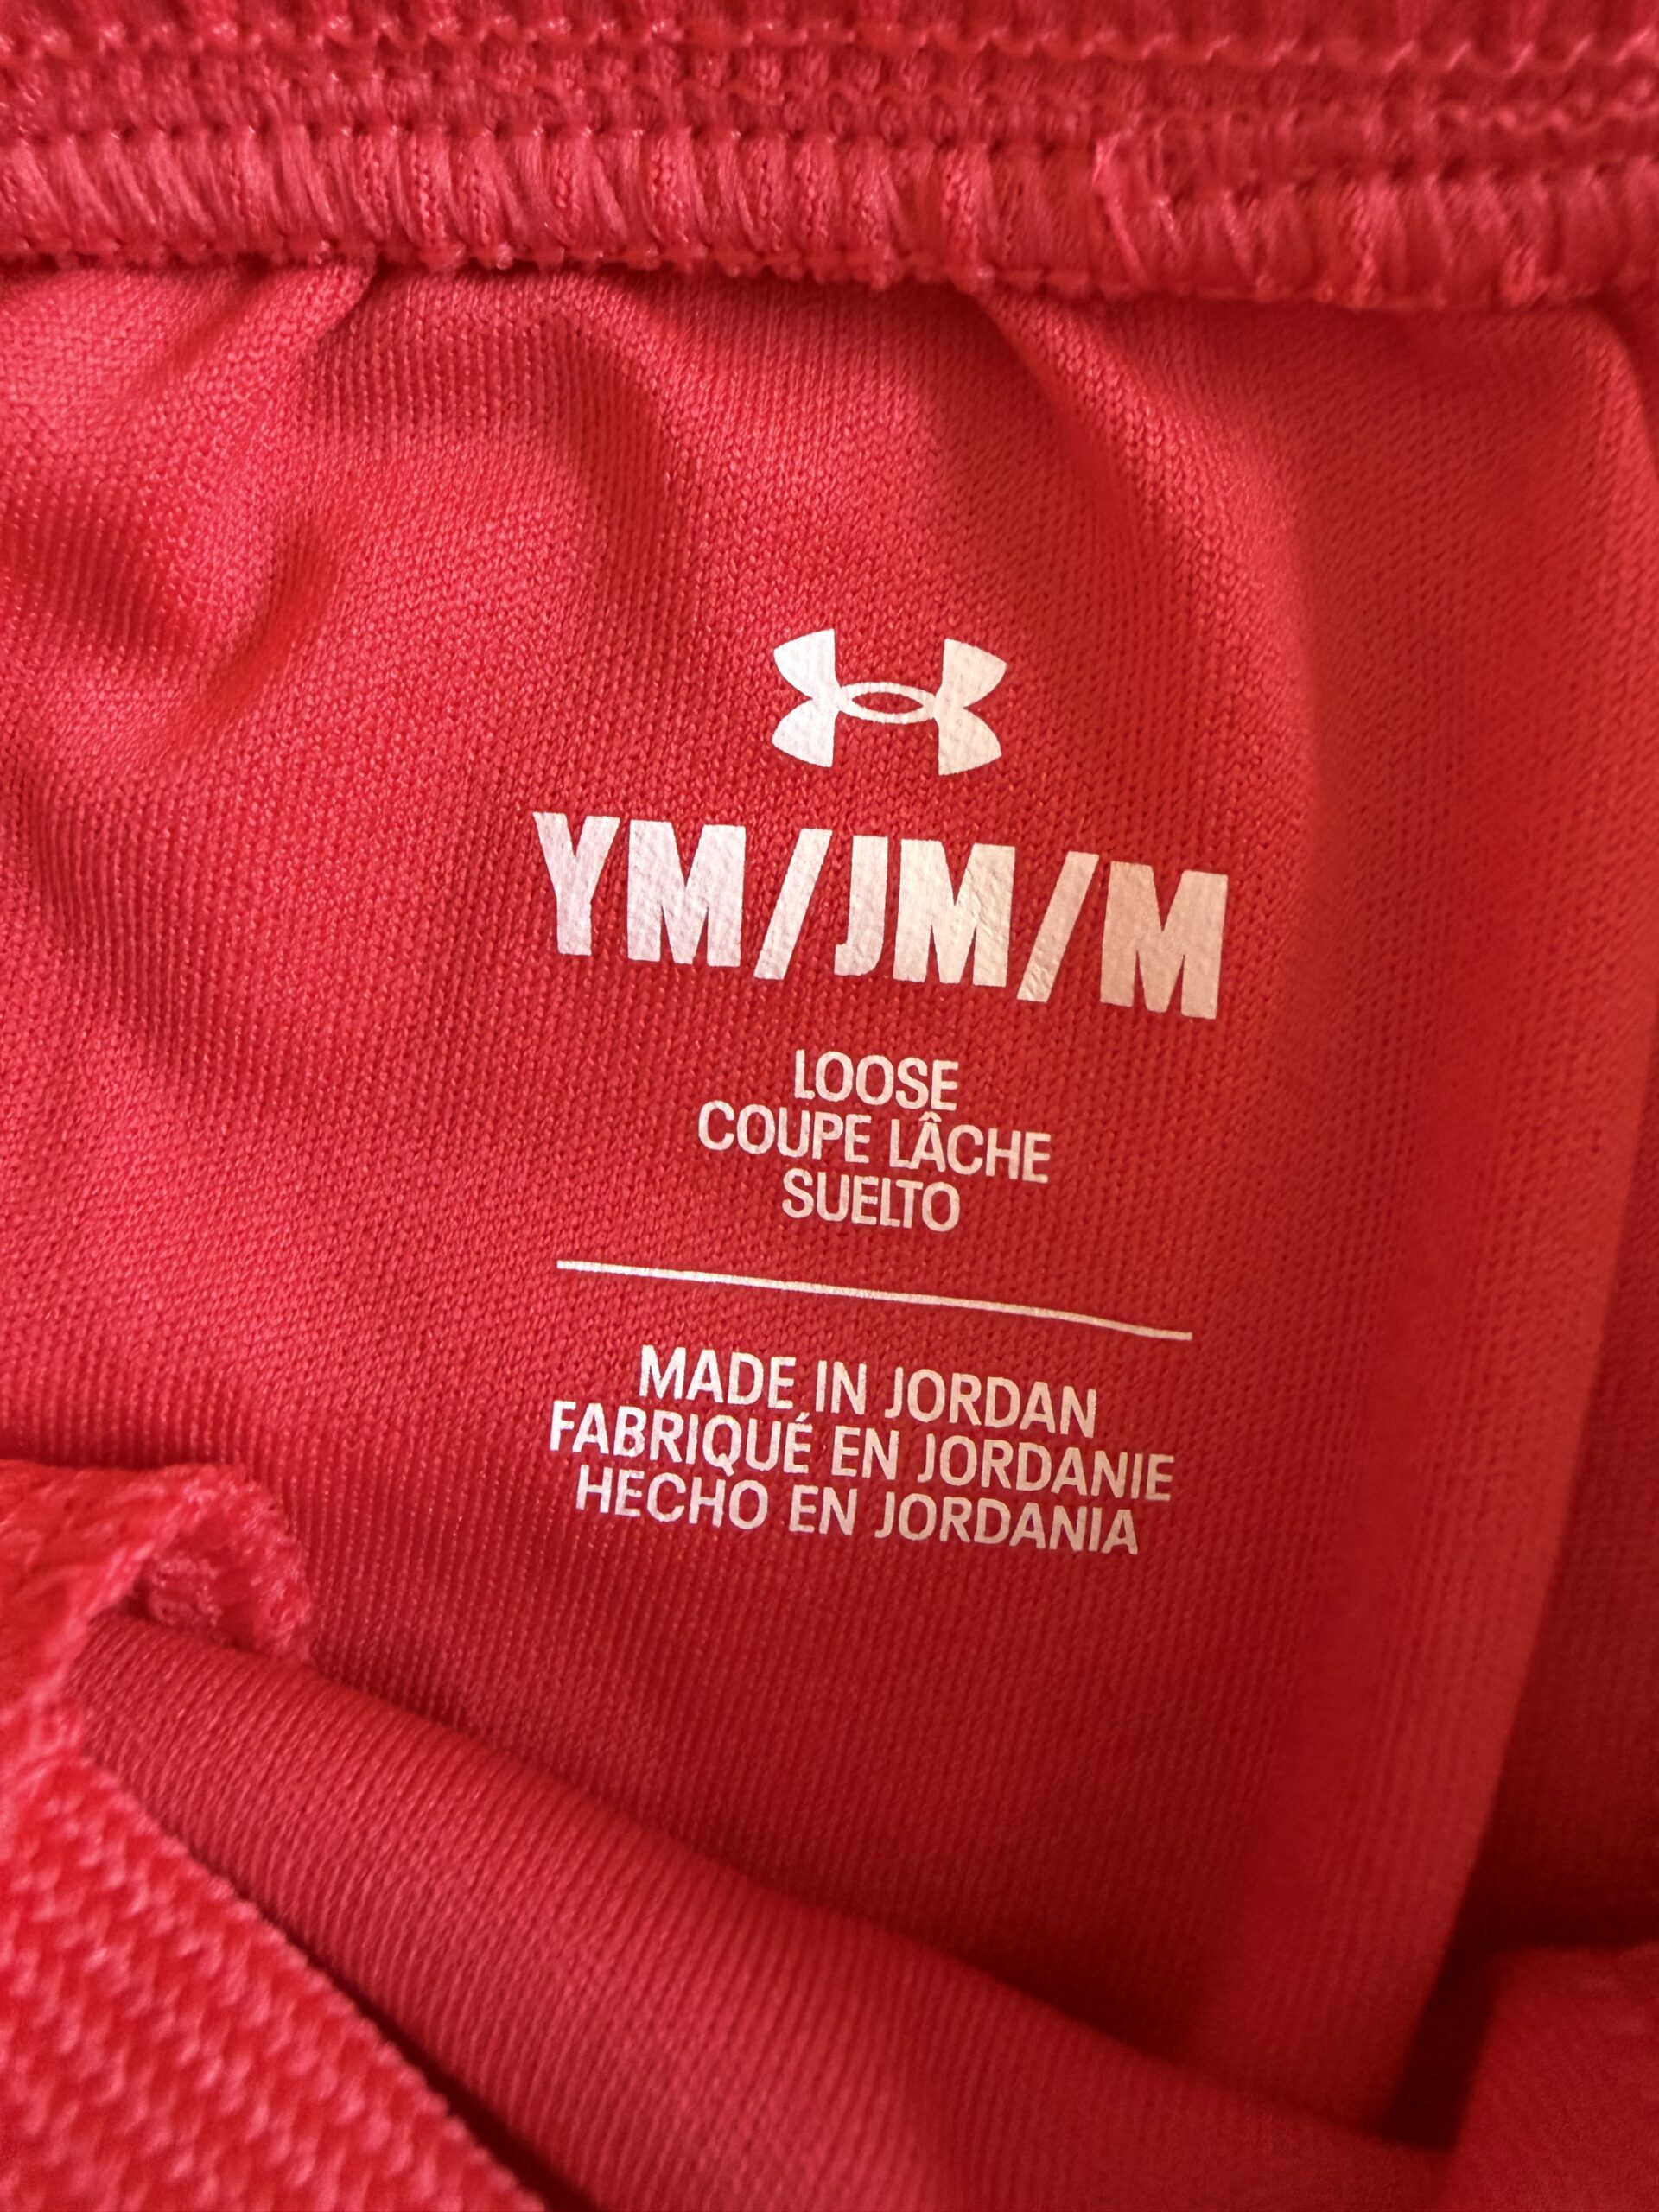 YM/JM/M
LOOSE
COUPE LÂCHE
SUELTO
MADE IN JORDAN
FABRIQUÉ EN JORDANIE
HECHO EN JORDANIA